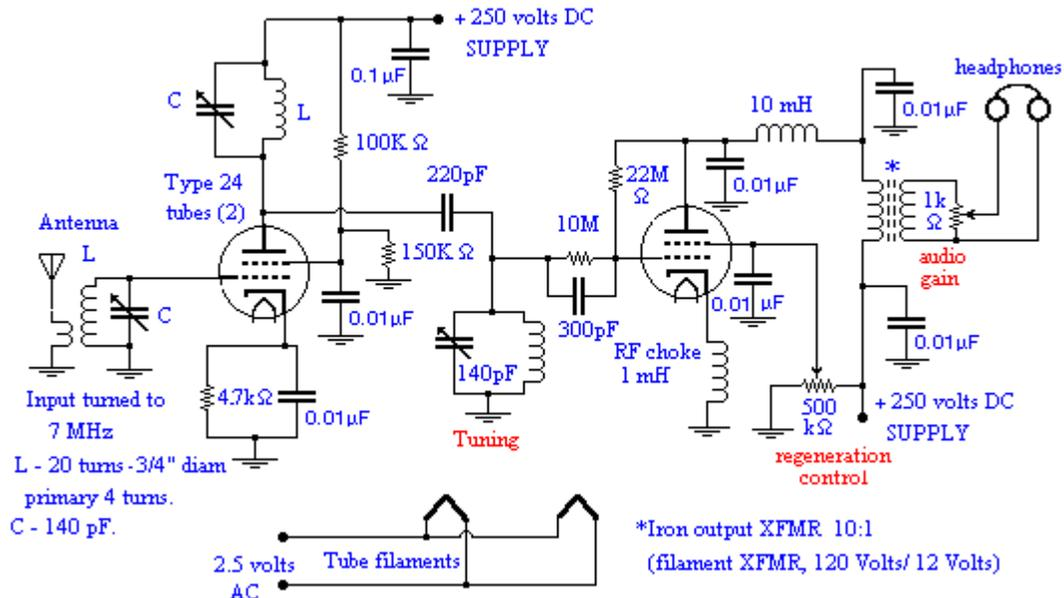 + 250 volts DC
SUPPLY
0.1µF
C
L
100K Ω
Type 24
tubes (2)
220pF
150K Ω
0.01µF
Antenna
L
C
4.7kΩ
0.01µF
Input turned to
7 MHz
L - 20 turns -3/4" diam
primary 4 turns.
C - 140 pF.
10M
300pF
140pF
Tuning
22M
Ω
0.01µF
10 mH
0.01µF
headphones
*
1k
Ω
audio
gain
0.01 µF
RF choke
1 mH
0.01µF
500
kΩ
regeneration
control
+ 250 volts DC
SUPPLY
2.5 volts
AC
Tube filaments
*Iron output XFMR 10:1
(filament XFMR, 120 Volts/ 12 Volts)